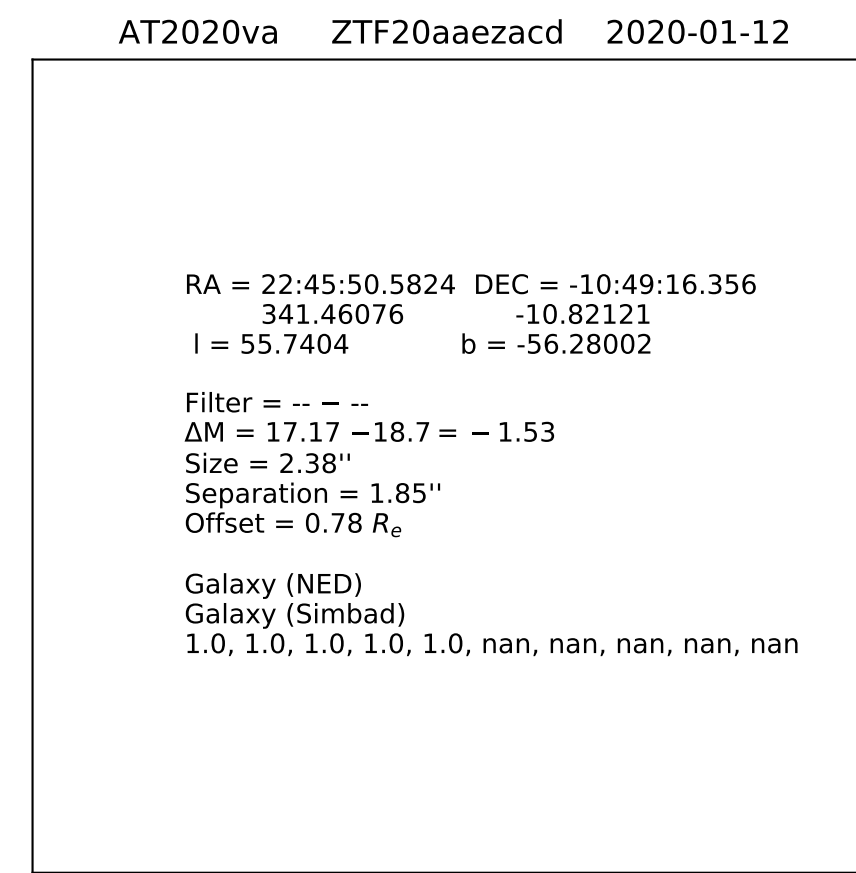 AT2020va ZTF20aaezacd 2020-01-12
RA = 22:45:50.5824 DEC = -10:49:16.356
341.46076 -10.82121
l = 55.7404 b = -56.28002
Filter = -- − --
ΔM = 17.17 −18.7 = − 1.53
Size = 2.38''
Separation = 1.85''
Offset = 0.78 Rₑ
Galaxy (NED)
Galaxy (Simbad)
1.0, 1.0, 1.0, 1.0, 1.0, nan, nan, nan, nan, nan